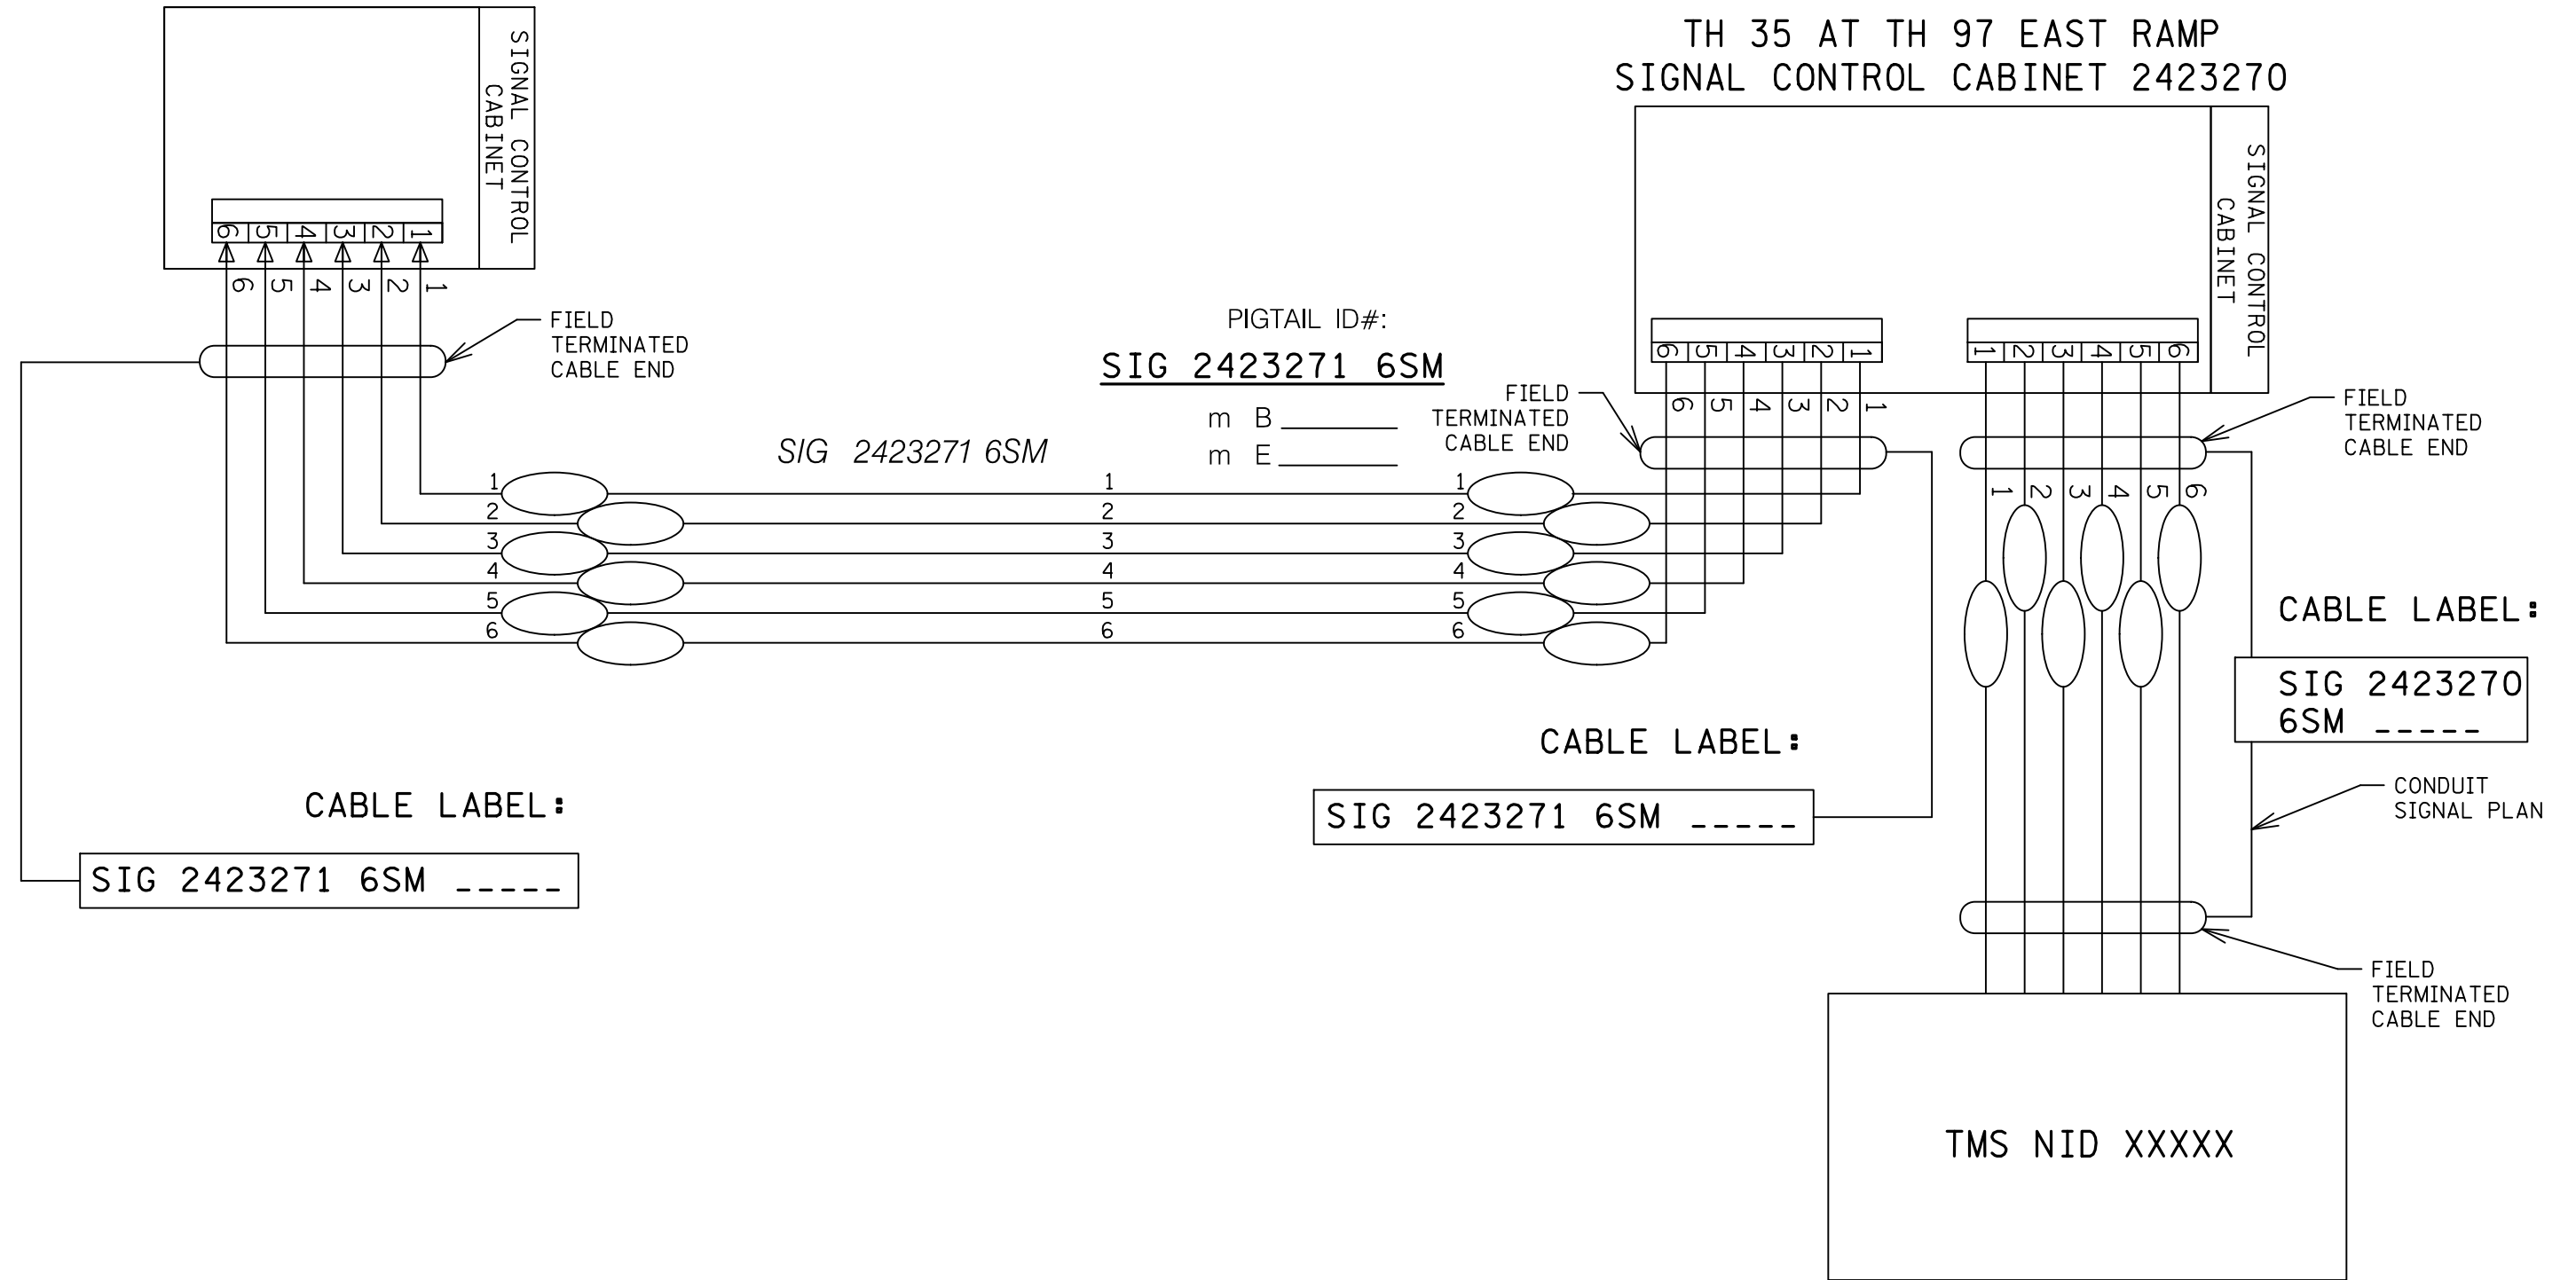 SIGNAL CONTROL
CABINET
6 5 4 3 2 1
6 5 4 3 2 1
FIELD
TERMINATED
CABLE END
TH 35 AT TH 97 EAST RAMP
SIGNAL CONTROL CABINET 2423270
SIGNAL CONTROL
CABINET
6 5 4 3 2 1
1 2 3 4 5 6
6 5 4 3 2 1
FIELD
TERMINATED
CABLE END
FIELD
TERMINATED
CABLE END
1 2 3 4 5 6
PIGTAIL ID#:
SIG 2423271 6SM
m B
m E
SIG 2423271 6SM
1 1 1
2 2 2
3 3 3
4 4 4
5 5 5
6 6 6
CABLE LABEL:
SIG 2423270
6SM _ _ _ _ _
CABLE LABEL:
SIG 2423271 6SM _ _ _ _ _
CABLE LABEL:
SIG 2423271 6SM _ _ _ _ _
CONDUIT
SIGNAL PLAN
FIELD
TERMINATED
CABLE END
TMS NID XXXXX